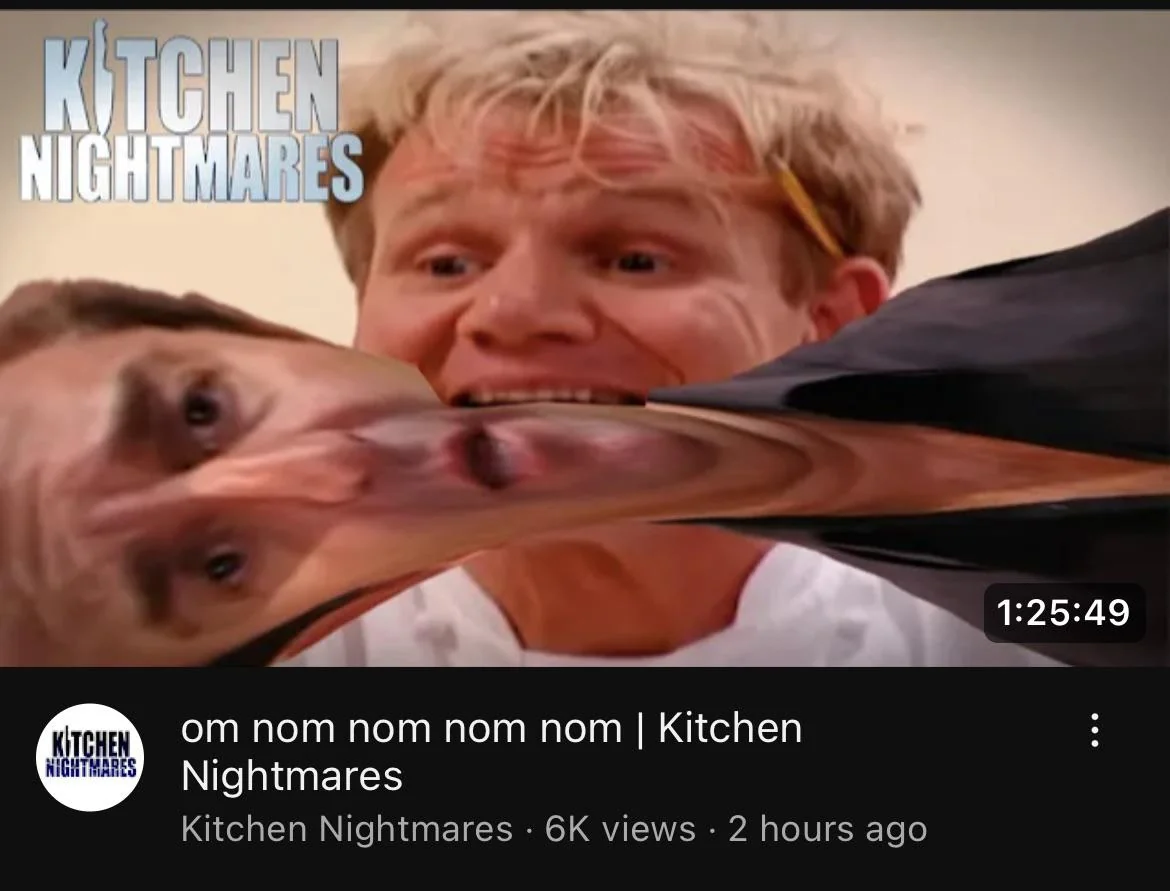 KITCHEN
NIGHTMARES
1:25:49
KITCHEN
NIGHTMARES
om nom nom nom nom | Kitchen
Nightmares
Kitchen Nightmares · 6K views · 2 hours ago